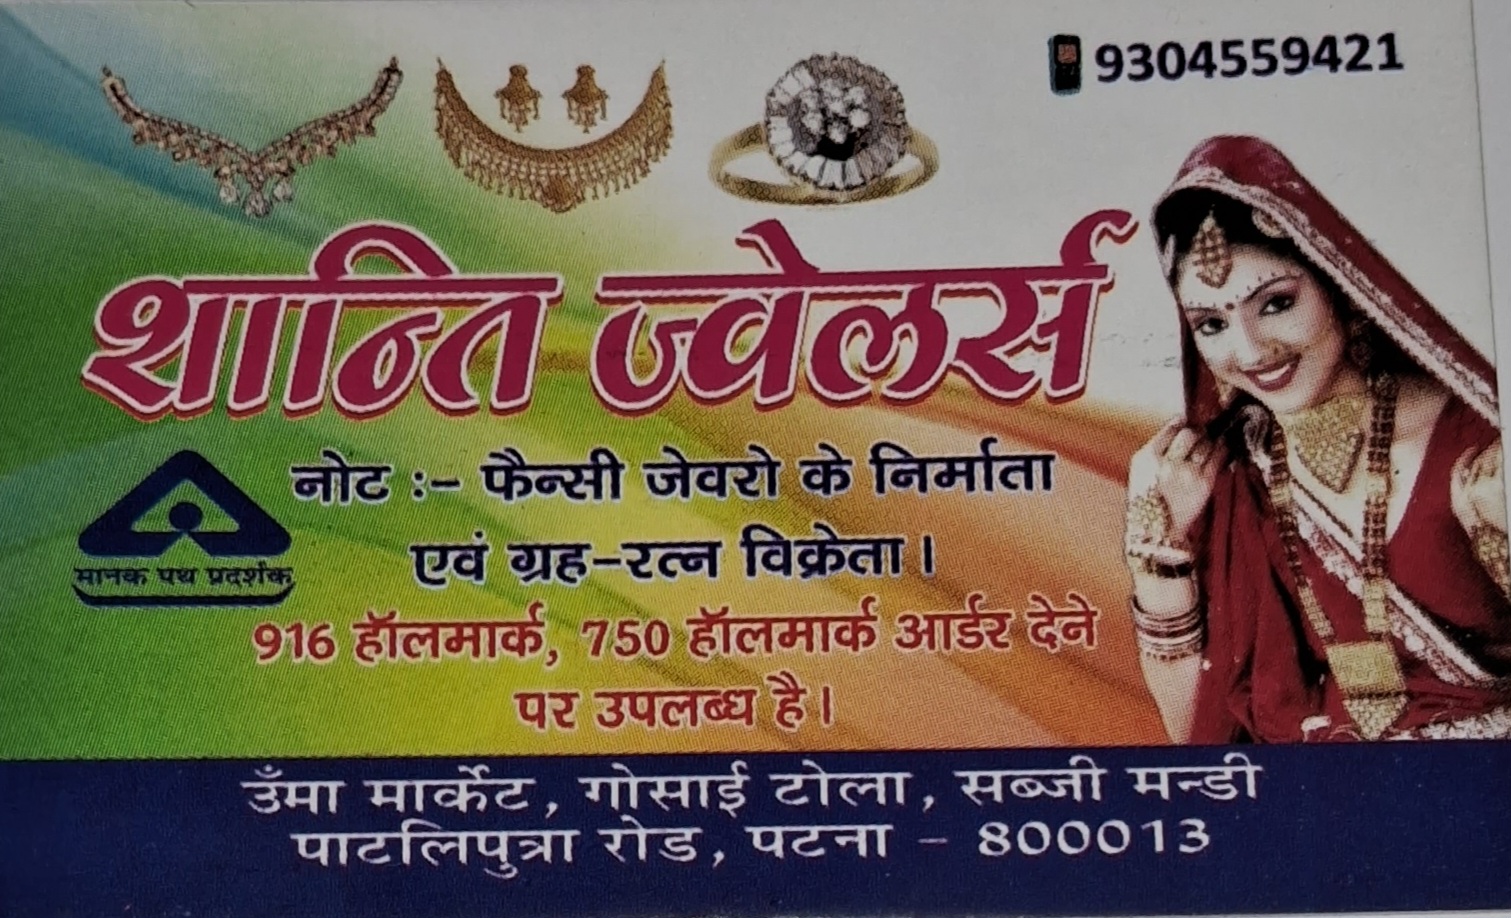 9304559421
शान्ति ज्वेलर्स
नोट :– फैन्सी जेवरो के निर्माता
एवं ग्रह–रत्न विक्रेता।
मानक पथ प्रदर्शक
916 हॉलमार्क, 750 हॉलमार्क आर्डर देने
पर उपलब्ध है।
उँमा मार्केट, गोसाई टोला, सब्जी मन्डी
पाटलिपुत्रा रोड, पटना – 800013